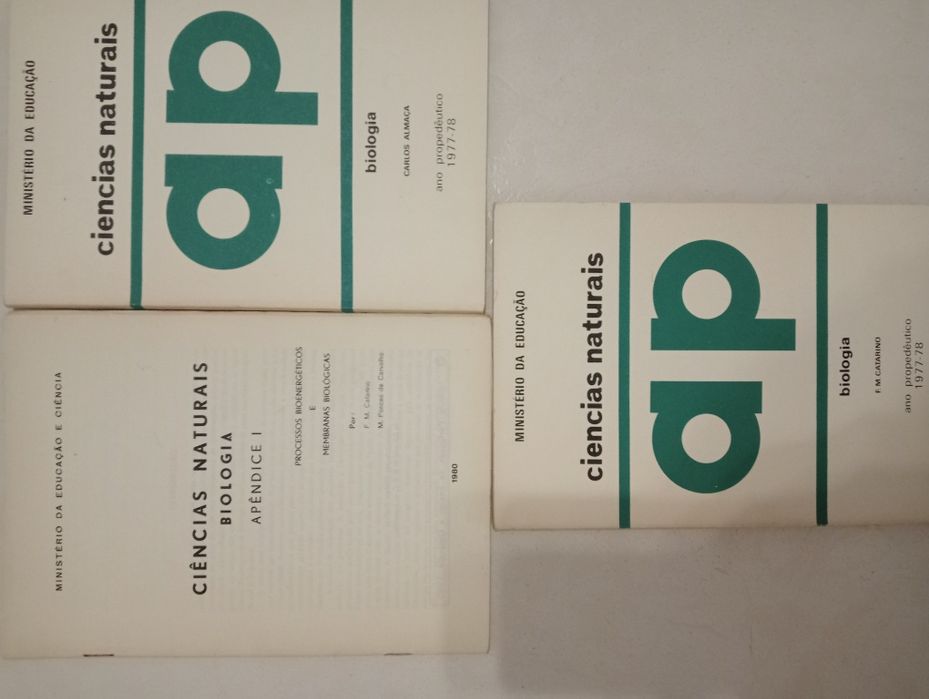 MINISTÉRIO DA EDUCAÇÃO
ciencias naturais
ap
biologia
CARLOS ALMAÇA
ano propedêutico
1977-78
MINISTÉRIO DA EDUCAÇÃO E CIÊNCIA
CIÊNCIAS NATURAIS
BIOLOGIA
APÊNDICE I
PROCESSOS BIOENERGÉTICOS
E
MEMBRANAS BIOLÓGICAS
Por:
F. M. Catarino
M. Pontces de Carvalho
1980
MINISTÉRIO DA EDUCAÇÃO
ciencias naturais
ap
biologia
F. M. CATARINO
ano propedêutico
1977-78